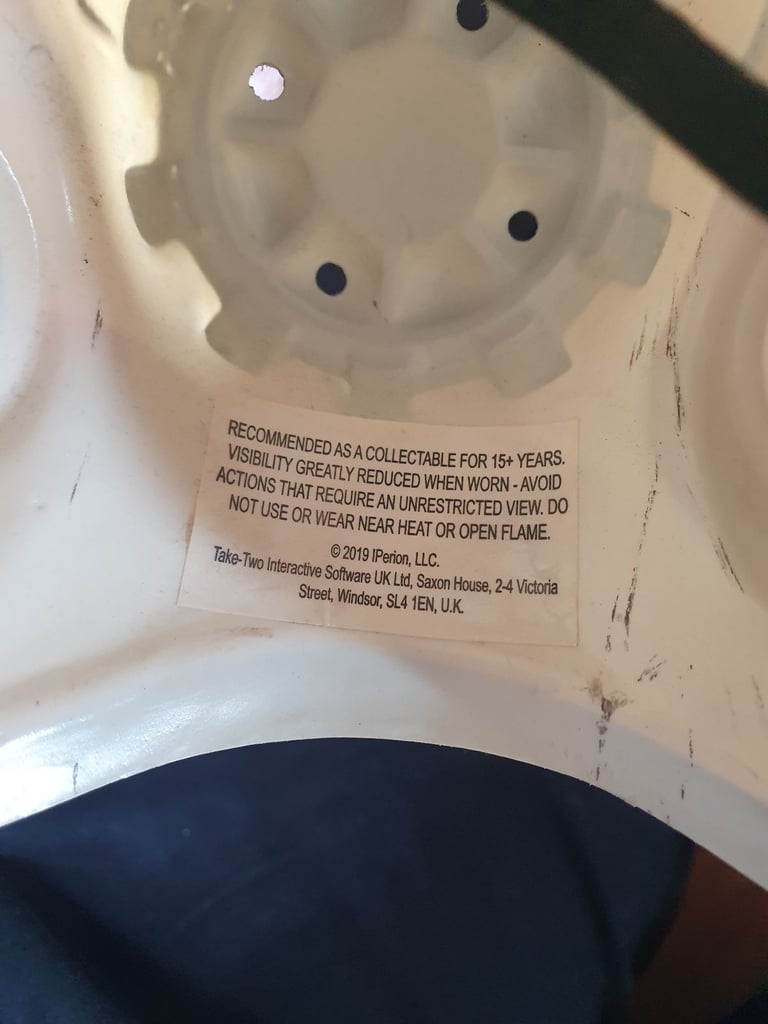 RECOMMENDED AS A COLLECTABLE FOR 15+ YEARS.
VISIBILITY GREATLY REDUCED WHEN WORN - AVOID
ACTIONS THAT REQUIRE AN UNRESTRICTED VIEW. DO
NOT USE OR WEAR NEAR HEAT OR OPEN FLAME.
© 2019 IPerion, LLC.
Take-Two Interactive Software UK Ltd, Saxon House, 2-4 Victoria
Street, Windsor, SL4 1EN, U.K.